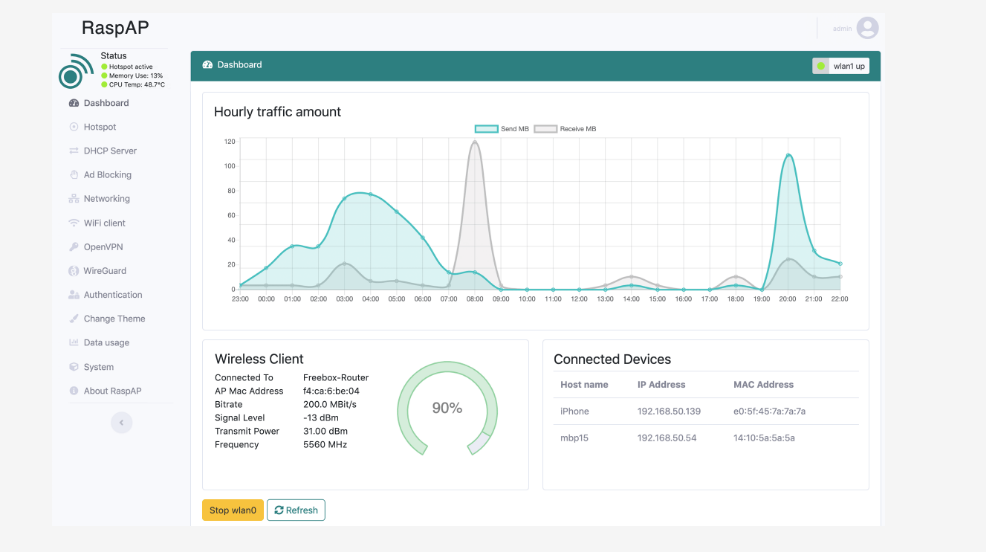 RaspAP
admin
Status
Hotspot active
Memory Use: 13%
CPU Temp: 48.7°C
Dashboard
Hotspot
DHCP Server
Ad Blocking
Networking
WiFi client
OpenVPN
WireGuard
Authentication
Change Theme
Data usage
System
About RaspAP
Dashboard
wlan1 up
Hourly traffic amount
Send MB Receive MB
120
100
80
60
40
20
0
23:00 00:00 01:00 02:00 03:00 04:00 05:00 06:00 07:00 08:00 09:00 10:00 11:00 12:00 13:00 14:00 15:00 16:00 17:00 18:00 19:00 20:00 21:00 22:00
Wireless Client
Connected To Freebox-Router
AP Mac Address f4:ca:6:be:04
Bitrate 200.0 MBit/s
Signal Level -13 dBm
Transmit Power 31.00 dBm
Frequency 5560 MHz
90%
Connected Devices
Host name IP Address MAC Address
iPhone 192.168.50.139 e0:5f:45:7a:7a:7a
mbp15 192.168.50.54 14:10:5a:5a:5a
Stop wlan0 Refresh